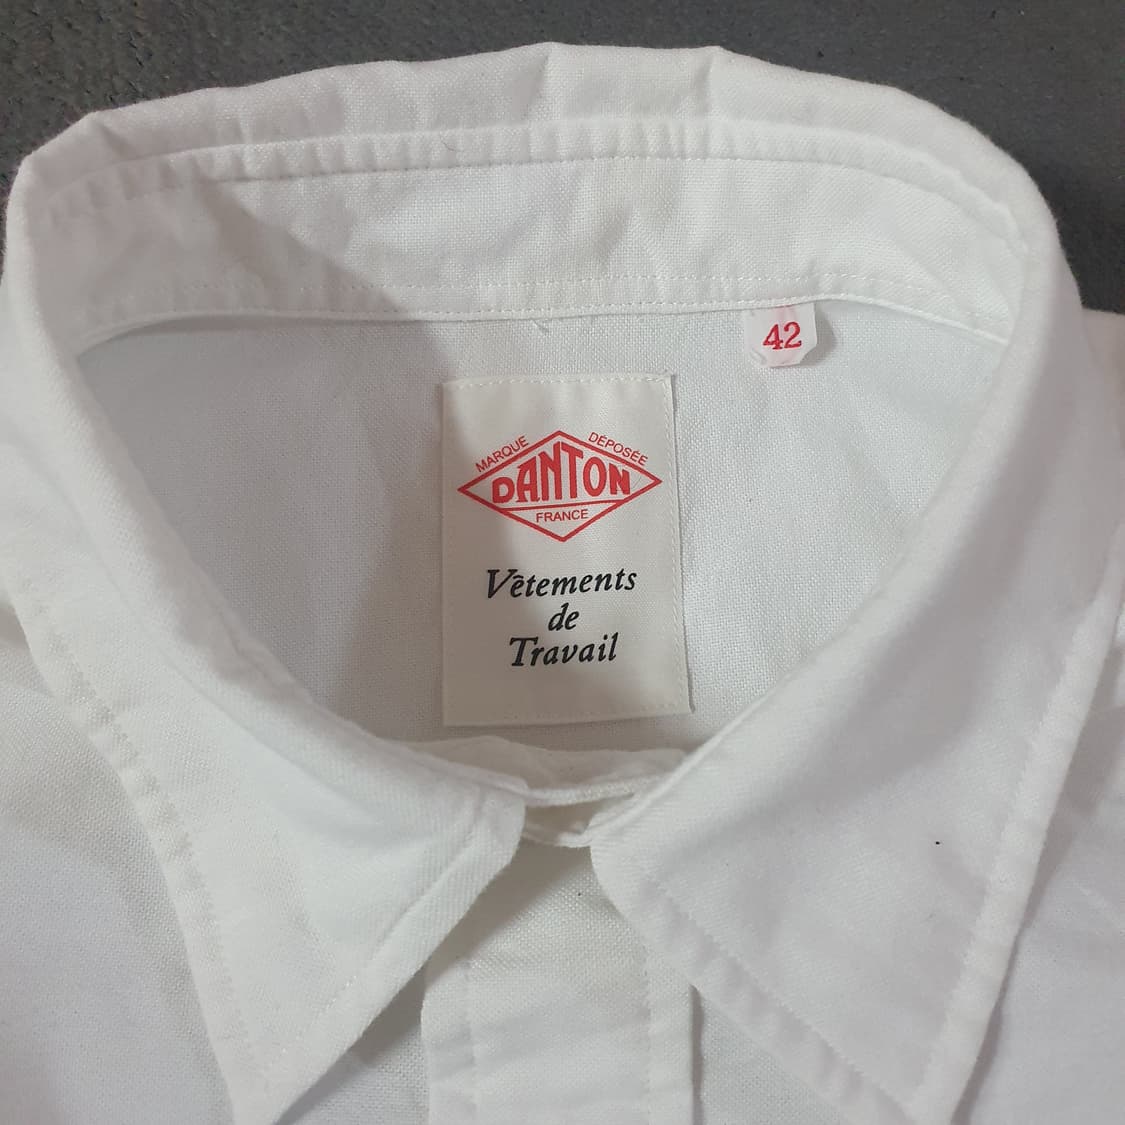 42
MARQUE DÉPOSÉE
DANTON
FRANCE
Vêtements
de
Travail